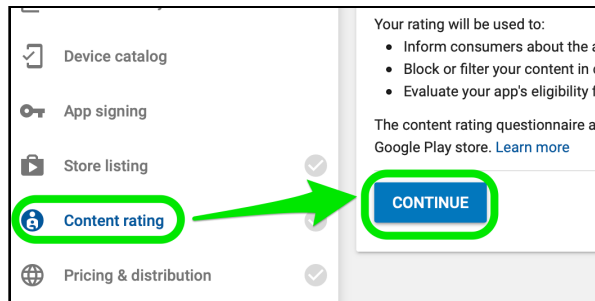 Device catalog
App signing
Store listing
Content rating
Pricing & distribution
Your rating will be used to:
• Inform consumers about the a
• Block or filter your content in
• Evaluate your app's eligibility
The content rating questionnaire a
Google Play store. Learn more
CONTINUE